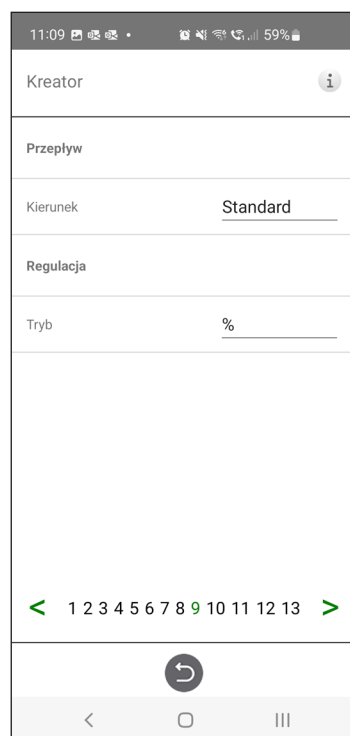 11:09 59%
Kreator i
Przepływ
Kierunek Standard
Regulacja
Tryb %
< 1 2 3 4 5 6 7 8 9 10 11 12 13 >